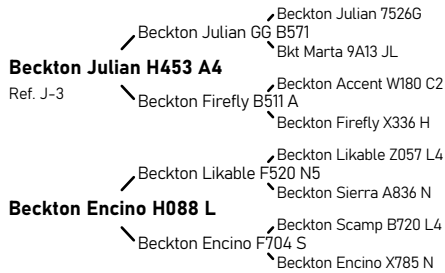 Beckton Julian 7526G
Beckton Julian GG B571
Bkt Marta 9A13 JL
Beckton Julian H453 A4
Ref. J-3
Beckton Accent W180 C2
Beckton Firefly B511 A
Beckton Firefly X336 H
Beckton Likable Z057 L4
Beckton Likable F520 N5
Beckton Sierra A836 N
Beckton Encino H088 L
Beckton Scamp B720 L4
Beckton Encino F704 S
Beckton Encino X785 N